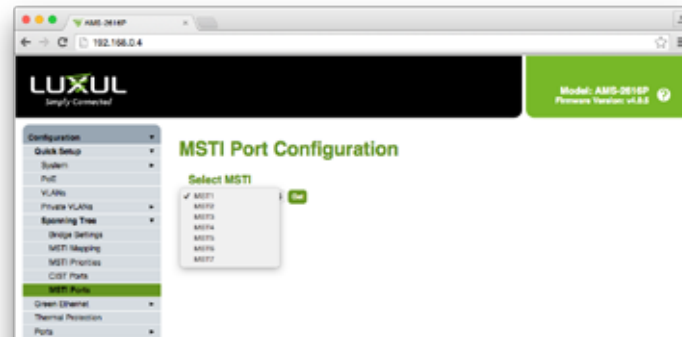 AMS-2616P
192.168.0.4
LUXUL
Simply Connected
Model: AMS-2616P
Firmware Version: v4.0.5
Configuration
Quick Setup
System
PoE
VLANs
Private VLANs
Spanning Tree
Bridge Settings
MSTI Mapping
MSTI Priorities
CIST Ports
MSTI Ports
Green Ethernet
Thermal Protection
Ports
MSTI Port Configuration
Select MSTI
MST1
Get
MST2
MST3
MST4
MST5
MST6
MST7